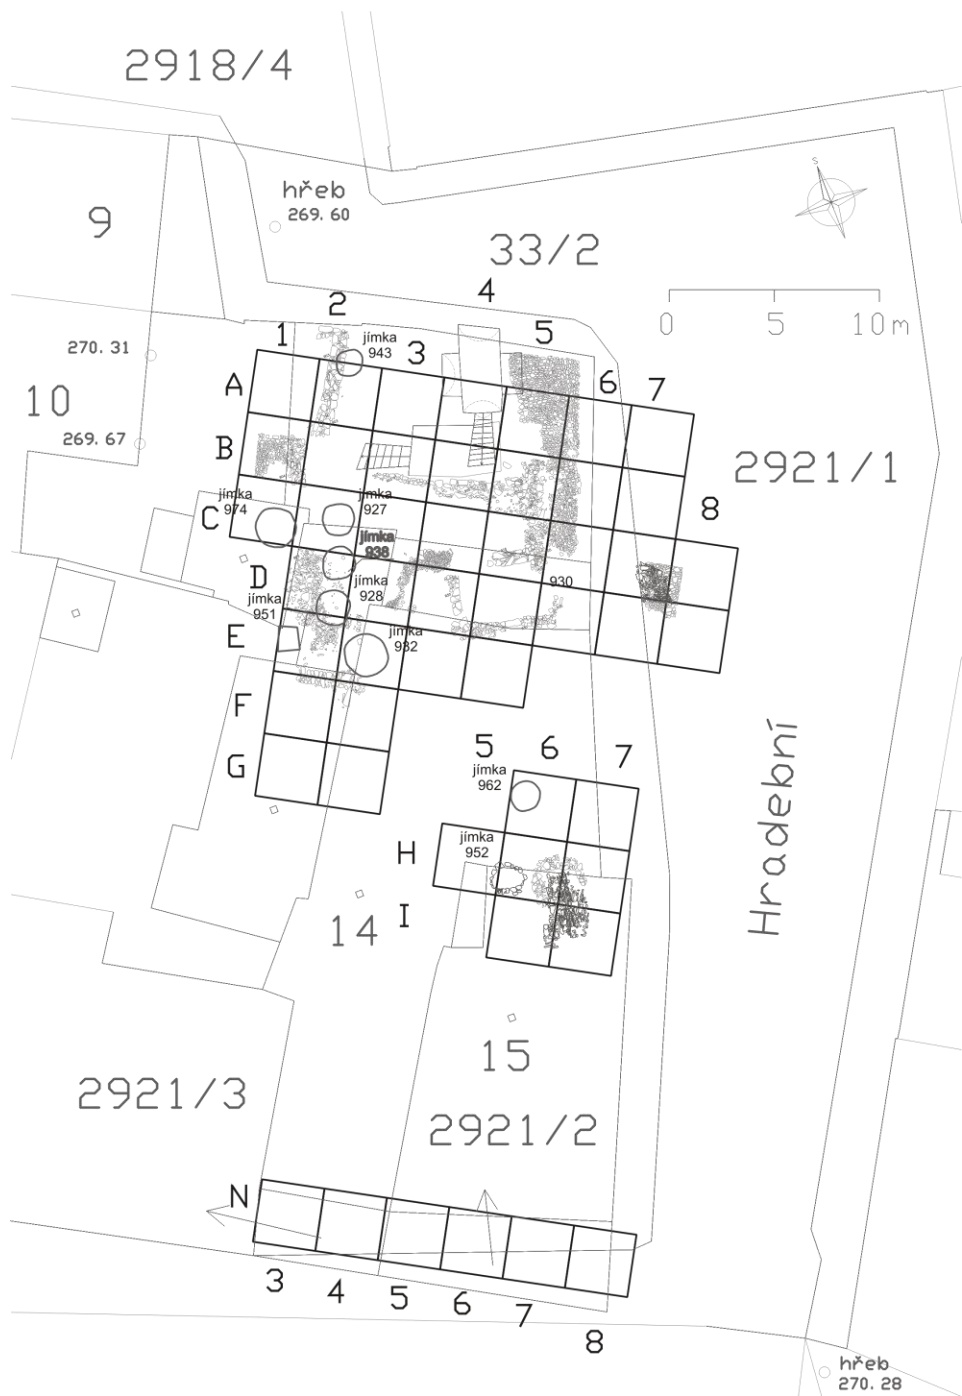 2918/4
hřeb
269. 60
9
33/2
S
4
2
0 5 10 m
1
jímka
943
3
5
270. 31
A
6
7
10
269. 67
B
2921/1
jímka
974
jímka
927
8
C
jímka
938
D
jímka
928
930
jímka
951
E
jímka
932
F
G
5
6
7
jímka
962
Hradební
jímka
952
H
I
14
15
2921/3
2921/2
N
3
4
5
6
7
8
hřeb
270. 28